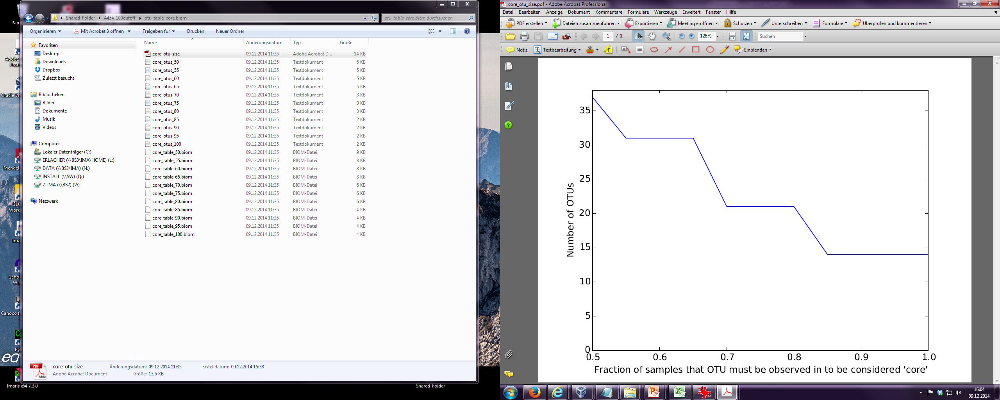 Pap
Adobe
Profe
Oracle VM
Mendel
CLC
Work
Ima
Cano
Wir
Canoco f
Py
ea
Imaris x64 7.3.0
Shared_Folder
Shared_Folder A454_100cutoff otu_table_core.biom
otu_table_core.biom durchsuchen
Organisieren Mit Acrobat 8 öffnen Freigeben für Drucken Neuer Ordner
Favoriten
Desktop
Downloads
Dropbox
Zuletzt besucht
Bibliotheken
Bilder
Dokumente
Musik
Videos
Computer
Lokaler Datenträger (C:)
ERLACHER (\\BS3\IMA\HOME) (L:)
DATA (\\BS3\IMA) (N:)
INSTALL (\\SW) (Q:)
Z_IMA (\\BS2) (V:)
Netzwerk
Name Änderungsdatum Typ Größe
core_otu_size 09.12.2014 11:35 Adobe Acrobat D... 14 KB
core_otus_50 09.12.2014 11:35 Textdokument 6 KB
core_otus_55 09.12.2014 11:35 Textdokument 5 KB
core_otus_60 09.12.2014 11:35 Textdokument 5 KB
core_otus_65 09.12.2014 11:35 Textdokument 5 KB
core_otus_70 09.12.2014 11:35 Textdokument 3 KB
core_otus_75 09.12.2014 11:35 Textdokument 3 KB
core_otus_80 09.12.2014 11:35 Textdokument 3 KB
core_otus_85 09.12.2014 11:35 Textdokument 2 KB
core_otus_90 09.12.2014 11:35 Textdokument 2 KB
core_otus_95 09.12.2014 11:35 Textdokument 2 KB
core_otus_100 09.12.2014 11:35 Textdokument 2 KB
core_table_50.biom 09.12.2014 11:35 BIOM-Datei 9 KB
core_table_55.biom 09.12.2014 11:35 BIOM-Datei 8 KB
core_table_60.biom 09.12.2014 11:35 BIOM-Datei 8 KB
core_table_65.biom 09.12.2014 11:35 BIOM-Datei 8 KB
core_table_70.biom 09.12.2014 11:35 BIOM-Datei 6 KB
core_table_75.biom 09.12.2014 11:35 BIOM-Datei 6 KB
core_table_80.biom 09.12.2014 11:35 BIOM-Datei 6 KB
core_table_85.biom 09.12.2014 11:35 BIOM-Datei 4 KB
core_table_90.biom 09.12.2014 11:35 BIOM-Datei 4 KB
core_table_95.biom 09.12.2014 11:35 BIOM-Datei 4 KB
core_table_100.biom 09.12.2014 11:35 BIOM-Datei 4 KB
PDF
Adobe
core_otu_size Änderungsdatum: 09.12.2014 11:35 Erstelldatum: 09.12.2014 15:38
Adobe Acrobat Document Größe: 13,5 KB
core_otu_size.pdf - Adobe Acrobat Professional
Datei Bearbeiten Anzeige Dokument Kommentare Formulare Werkzeuge Erweitert Fenster Hilfe
PDF erstellen Dateien zusammenführen Exportieren Meeting eröffnen Schützen Unterschreiben Formulare Überprüfen und kommentieren
Br 1 / 1 126% Suchen
Notiz Textbearbeitung Einblenden
35
30
25
20
15
10
5
0
Number of OTUs
0.5 0.6 0.7 0.8 0.9 1.0
Fraction of samples that OTU must be observed in to be considered 'core'
16:04
09.12.2014